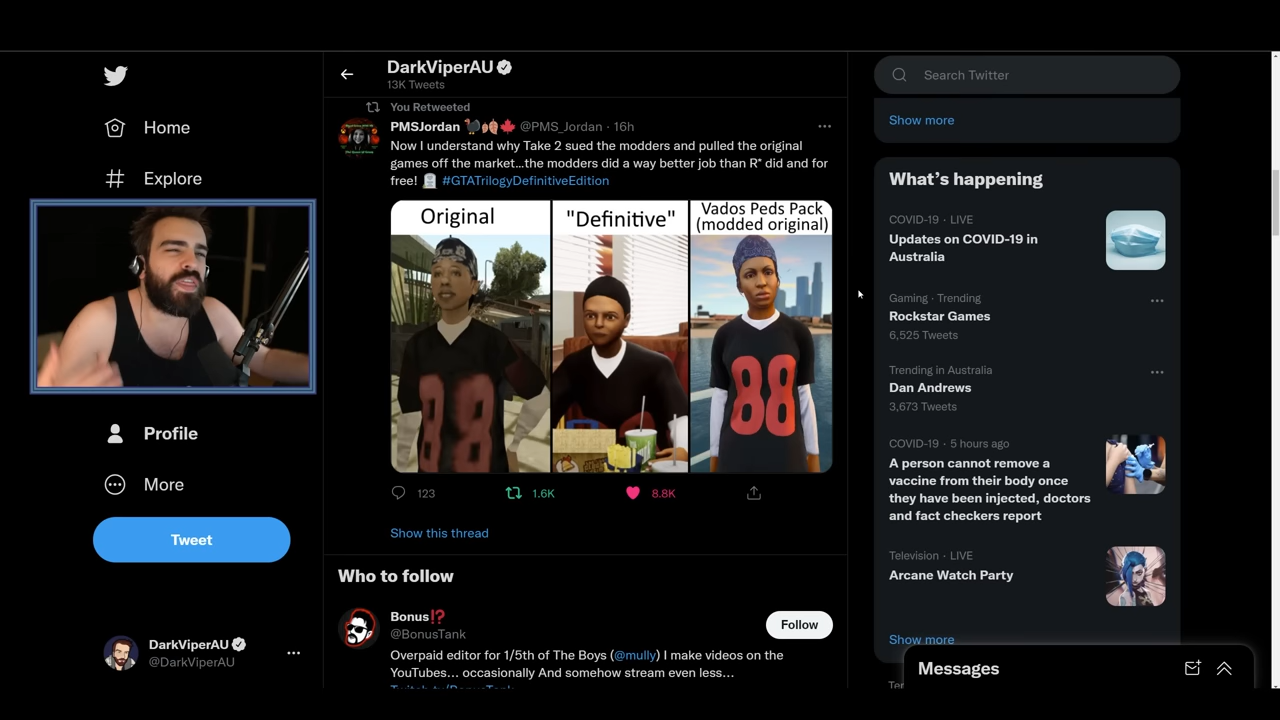 Home
Explore
Profile
More
Tweet
DarkViperAU
@DarkViperAU
DarkViperAU
13K Tweets
You Retweeted
PMSJordan @PMS_Jordan · 16h
Now I understand why Take 2 sued the modders and pulled the original
games off the market...the modders did a way better job than R* did and for
free! #GTATrilogyDefinitiveEdition
Original
"Definitive"
Vados Peds Pack
(modded original)
88
88
123
1.6K
8.8K
Show this thread
Who to follow
Bonus⁉
@BonusTank
Follow
Overpaid editor for 1/5th of The Boys (@mully) I make videos on the
YouTubes... occasionally And somehow stream even less...
Twitch.tv/BonusTank
Search Twitter
Show more
What's happening
COVID-19 · LIVE
Updates on COVID-19 in
Australia
Gaming · Trending
Rockstar Games
6,525 Tweets
Trending in Australia
Dan Andrews
3,673 Tweets
COVID-19 · 5 hours ago
A person cannot remove a
vaccine from their body once
they have been injected, doctors
and fact checkers report
Television · LIVE
Arcane Watch Party
Show more
Messages